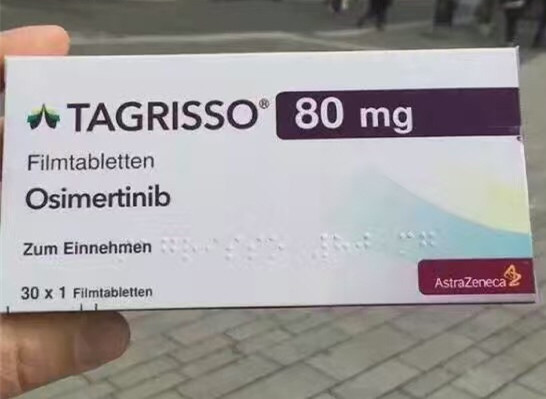 TAGRISSO® 80 mg
Filmtabletten
Osimertinib
Zum Einnehmen
30 x 1 Filmtabletten
AstraZeneca